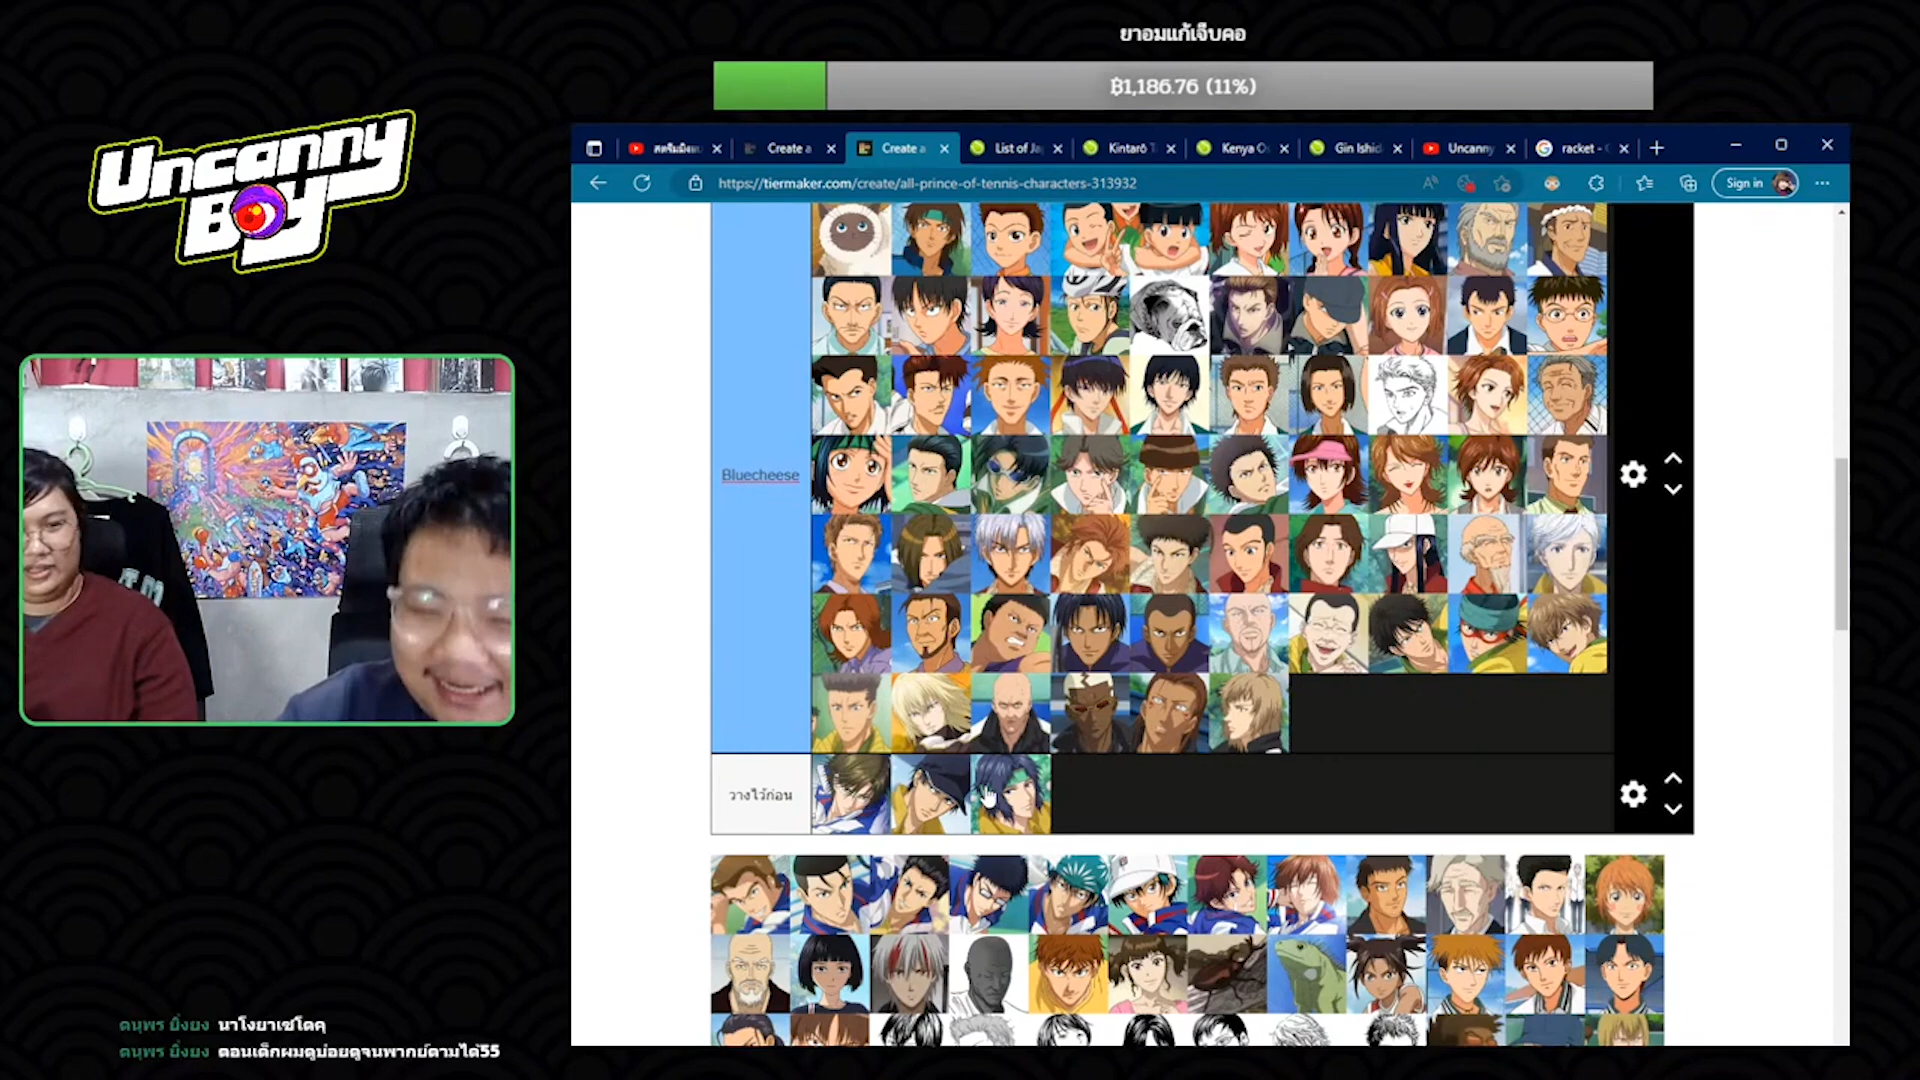 ยาอมแก้เจ็บคอ
฿1,186.76 (11%)
Uncanny
Boy
Create a
Create a
List of Ja
Kintarō T
Kenya O
Gin Ishid
Uncanny
racket - G
https://tiermaker.com/create/all-prince-of-tennis-characters-313932
Sign in
Bluecheese
วางไว้ก่อน
ดนุพร ยิ่งยง นาโงยาเซโตคุ
ดนุพร ยิ่งยง ตอนเด็กผมดูบ่อยดูจนพากย์ตามได้55